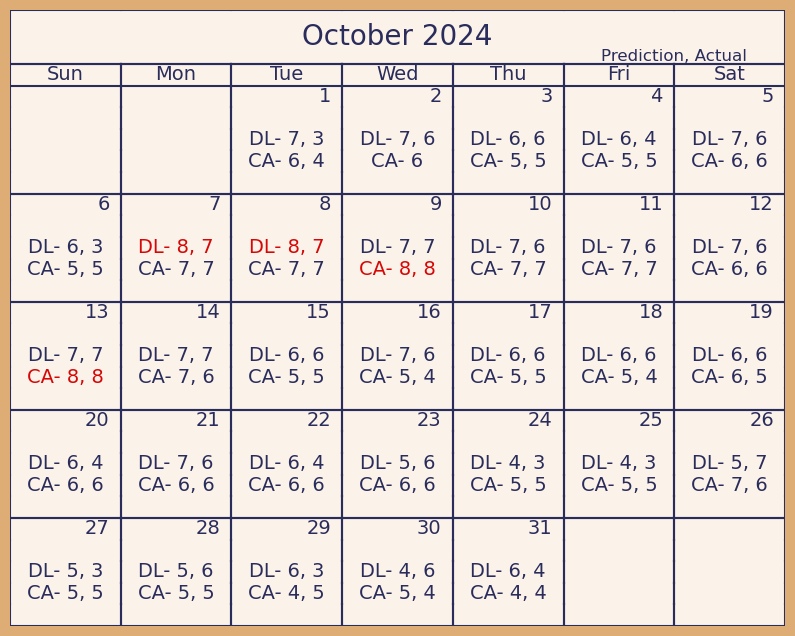 October 2024
Prediction, Actual
Sun Mon Tue Wed Thu Fri Sat
1 2 3 4 5
DL- 7, 3 DL- 7, 6 DL- 6, 6 DL- 6, 4 DL- 7, 6
CA- 6, 4 CA- 6 CA- 5, 5 CA- 5, 5 CA- 6, 6
6 7 8 9 10 11 12
DL- 6, 3 DL- 8, 7 DL- 8, 7 DL- 7, 7 DL- 7, 6 DL- 7, 6 DL- 7, 6
CA- 5, 5 CA- 7, 7 CA- 7, 7 CA- 8, 8 CA- 7, 7 CA- 7, 7 CA- 6, 6
13 14 15 16 17 18 19
DL- 7, 7 DL- 7, 7 DL- 6, 6 DL- 7, 6 DL- 6, 6 DL- 6, 6 DL- 6, 6
CA- 8, 8 CA- 7, 6 CA- 5, 5 CA- 5, 4 CA- 5, 5 CA- 5, 4 CA- 6, 5
20 21 22 23 24 25 26
DL- 6, 4 DL- 7, 6 DL- 6, 4 DL- 5, 6 DL- 4, 3 DL- 4, 3 DL- 5, 7
CA- 6, 6 CA- 6, 6 CA- 6, 6 CA- 6, 6 CA- 5, 5 CA- 5, 5 CA- 7, 6
27 28 29 30 31
DL- 5, 3 DL- 5, 6 DL- 6, 3 DL- 4, 6 DL- 6, 4
CA- 5, 5 CA- 5, 5 CA- 4, 5 CA- 5, 4 CA- 4, 4